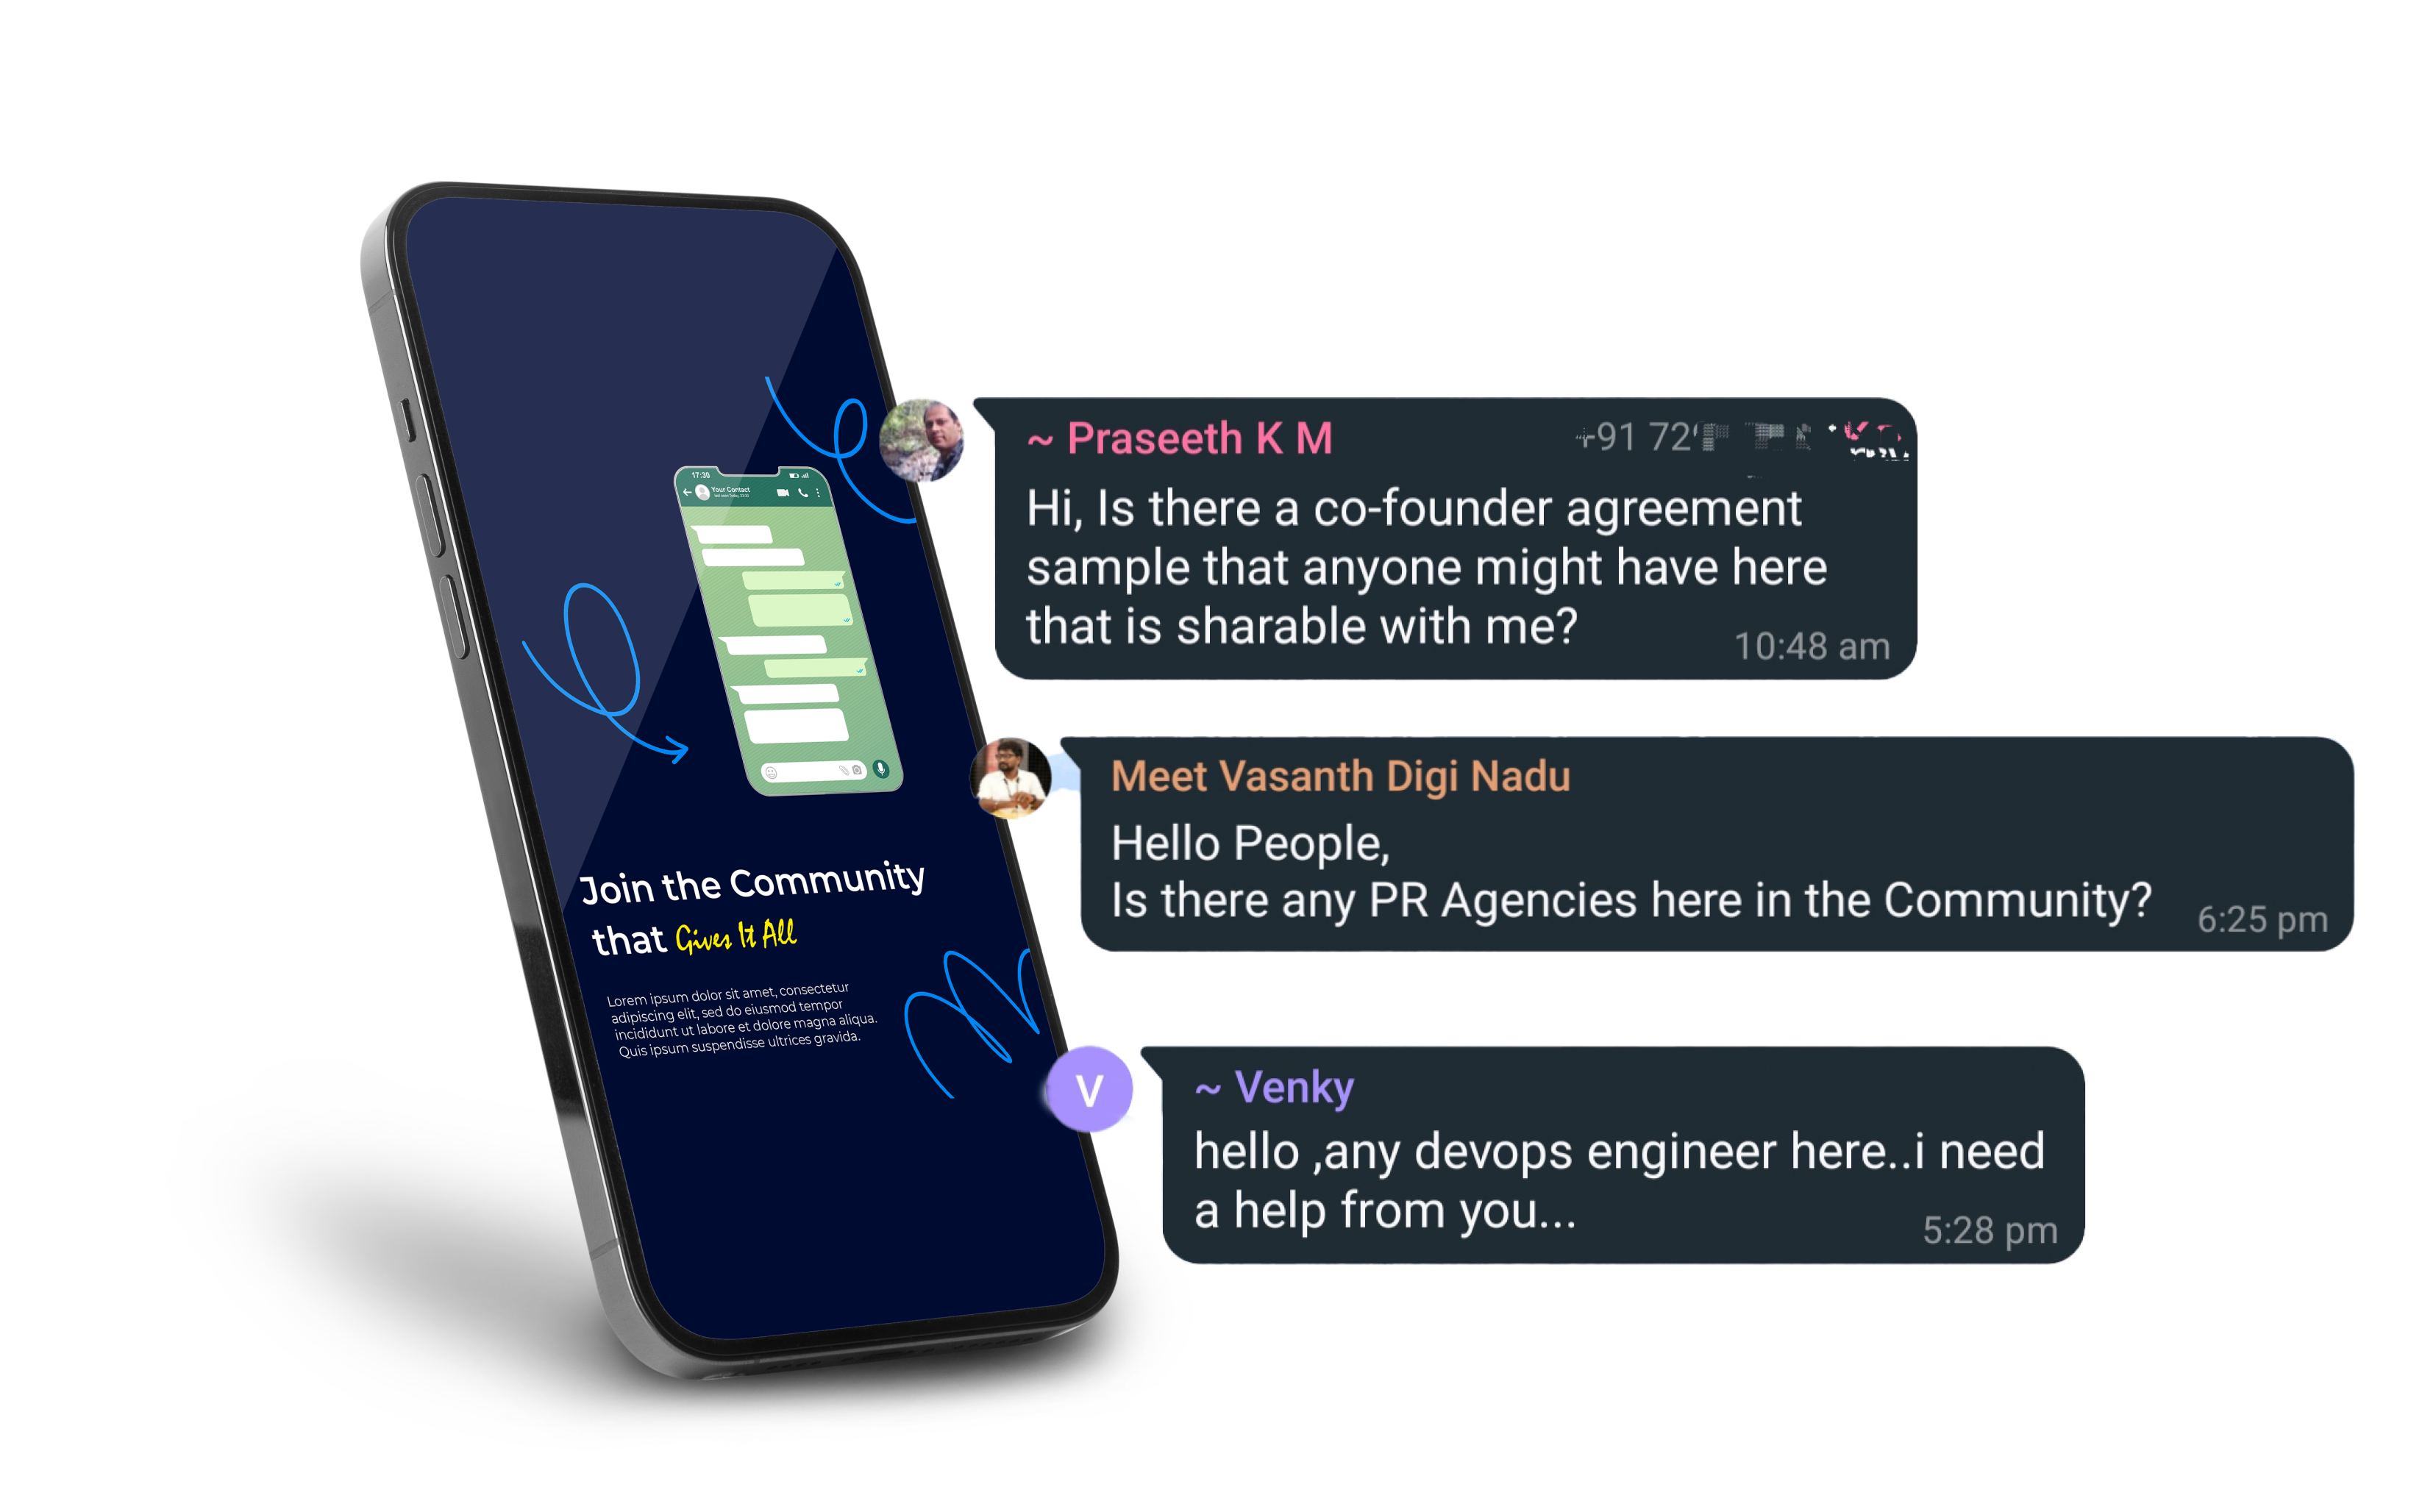 17:30
Your Contact
Join the Community
that Gives It All
Lorem ipsum dolor sit amet, consectetur
adipiscing elit, sed do eiusmod tempor
incididunt ut labore et dolore magna aliqua.
Quis ipsum suspendisse ultrices gravida.
~ Praseeth K M +91 72
Hi, Is there a co-founder agreement
sample that anyone might have here
that is sharable with me?
10:48 am
Meet Vasanth Digi Nadu
Hello People,
Is there any PR Agencies here in the Community?
6:25 pm
V
~ Venky
hello ,any devops engineer here..i need
a help from you...
5:28 pm